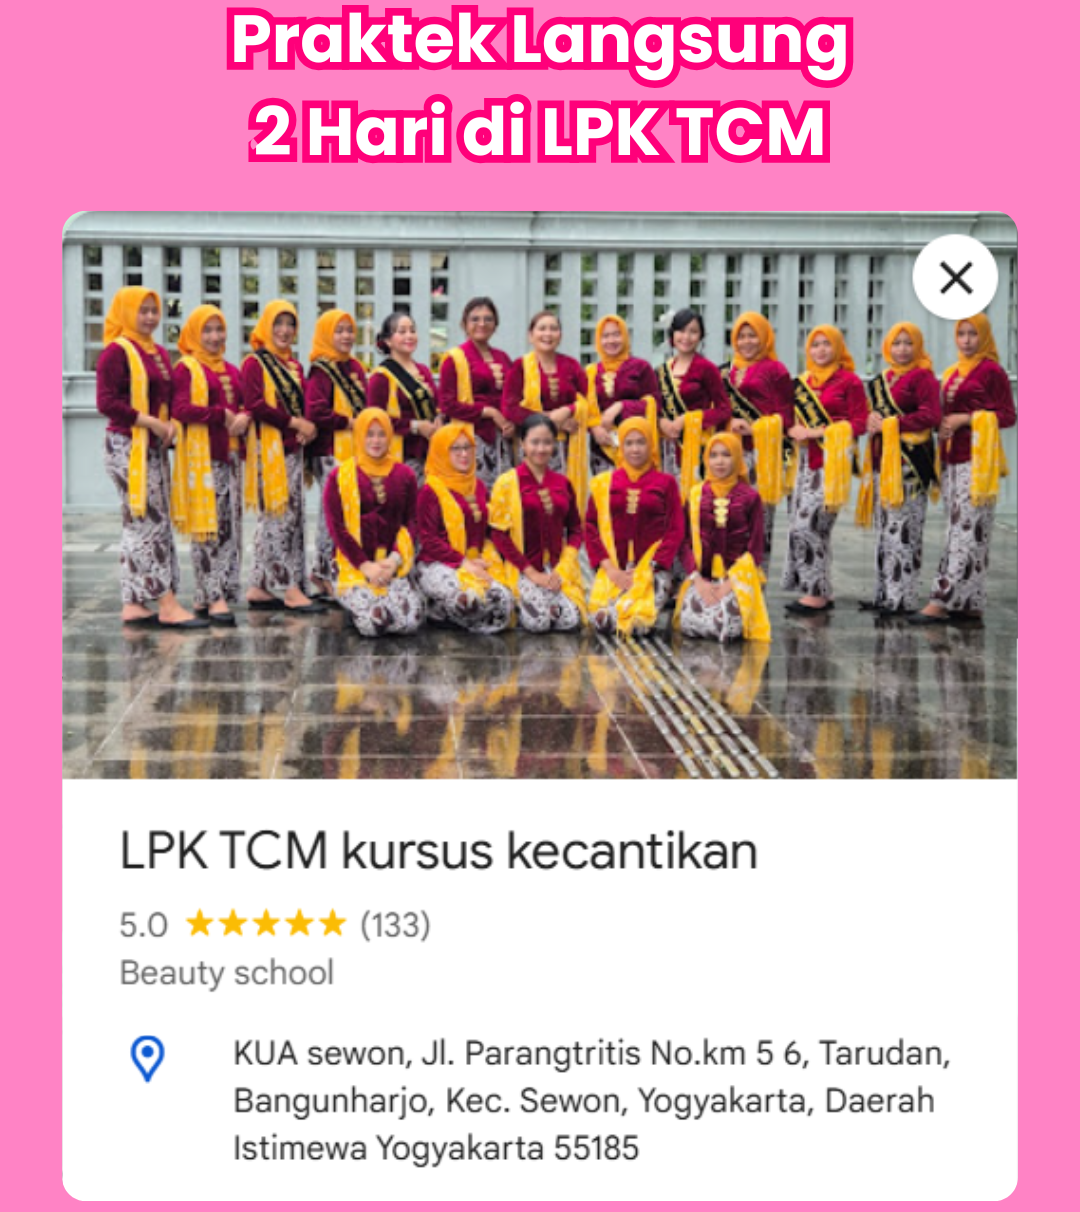 Praktek Langsung
2 Hari di LPK TCM
LPK TCM kursus kecantikan
5.0 ★★★★★ (133)
Beauty school
KUA sewon, Jl. Parangtritis No.km 5 6, Tarudan,
Bangunharjo, Kec. Sewon, Yogyakarta, Daerah
Istimewa Yogyakarta 55185